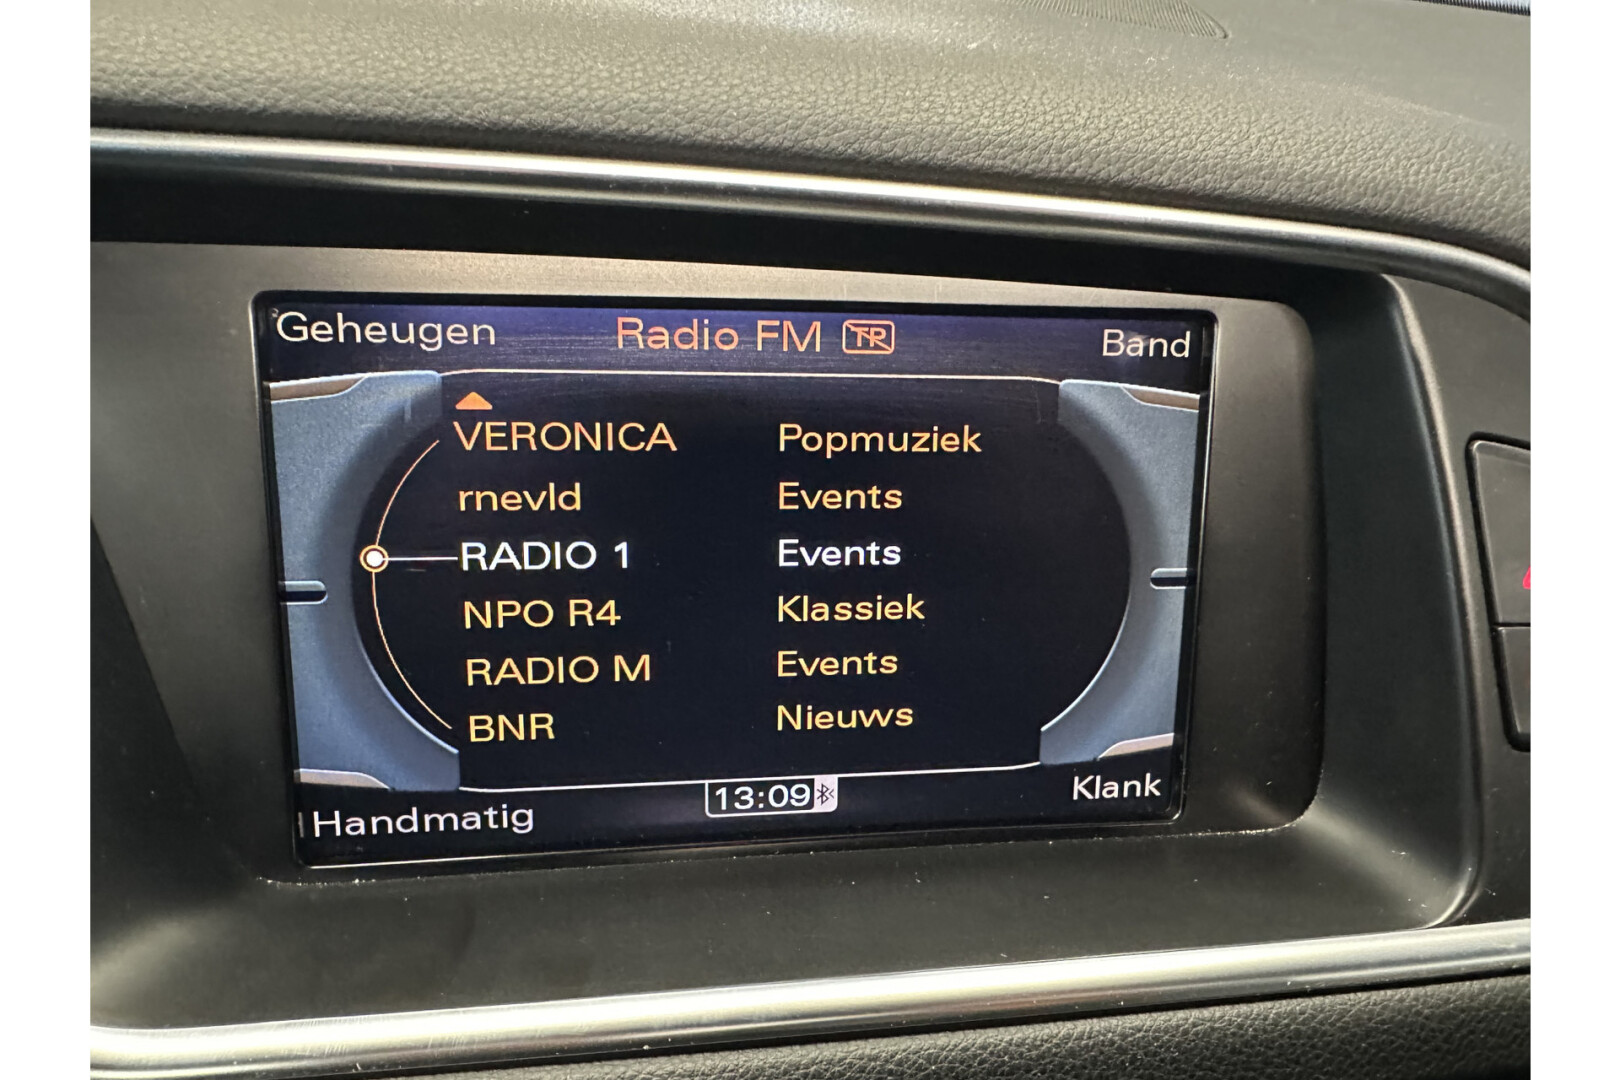 Geheugen Radio FM TP Band
VERONICA Popmuziek
rnevld Events
RADIO 1 Events
NPO R4 Klassiek
RADIO M Events
BNR Nieuws
Handmatig 13:09 Klank